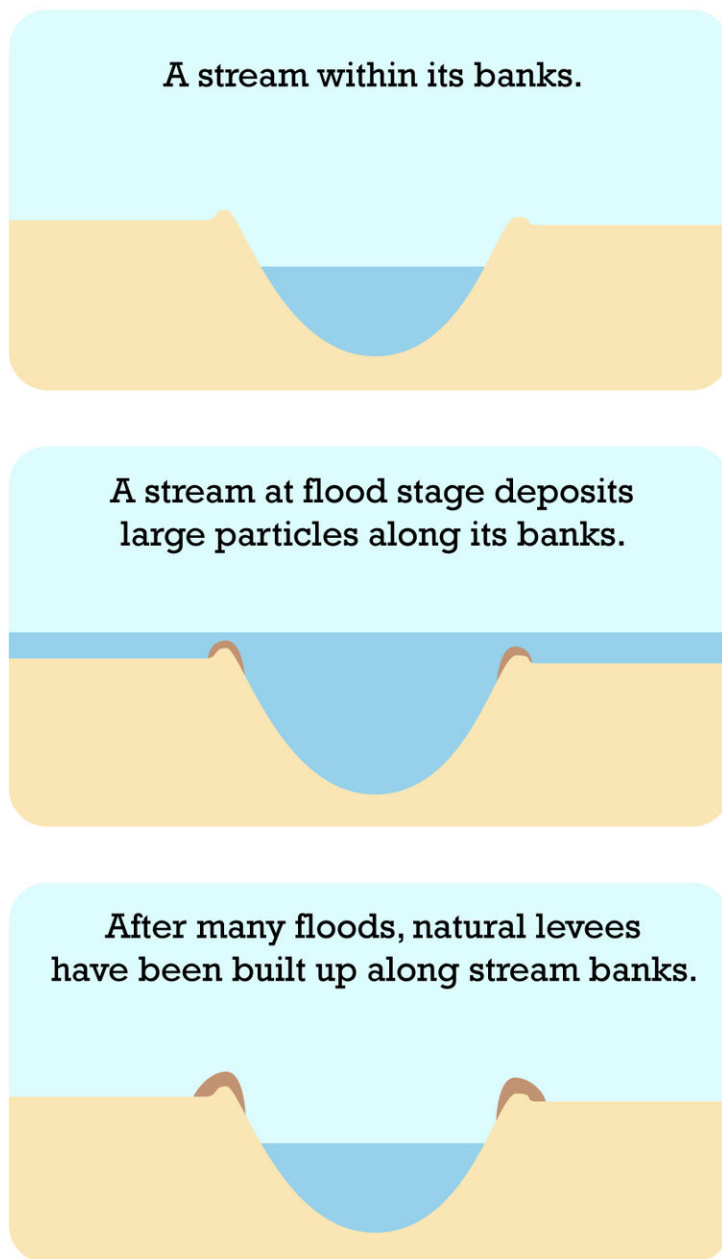 A stream within its banks.
A stream at flood stage deposits
large particles along its banks.
After many floods, natural levees
have been built up along stream banks.